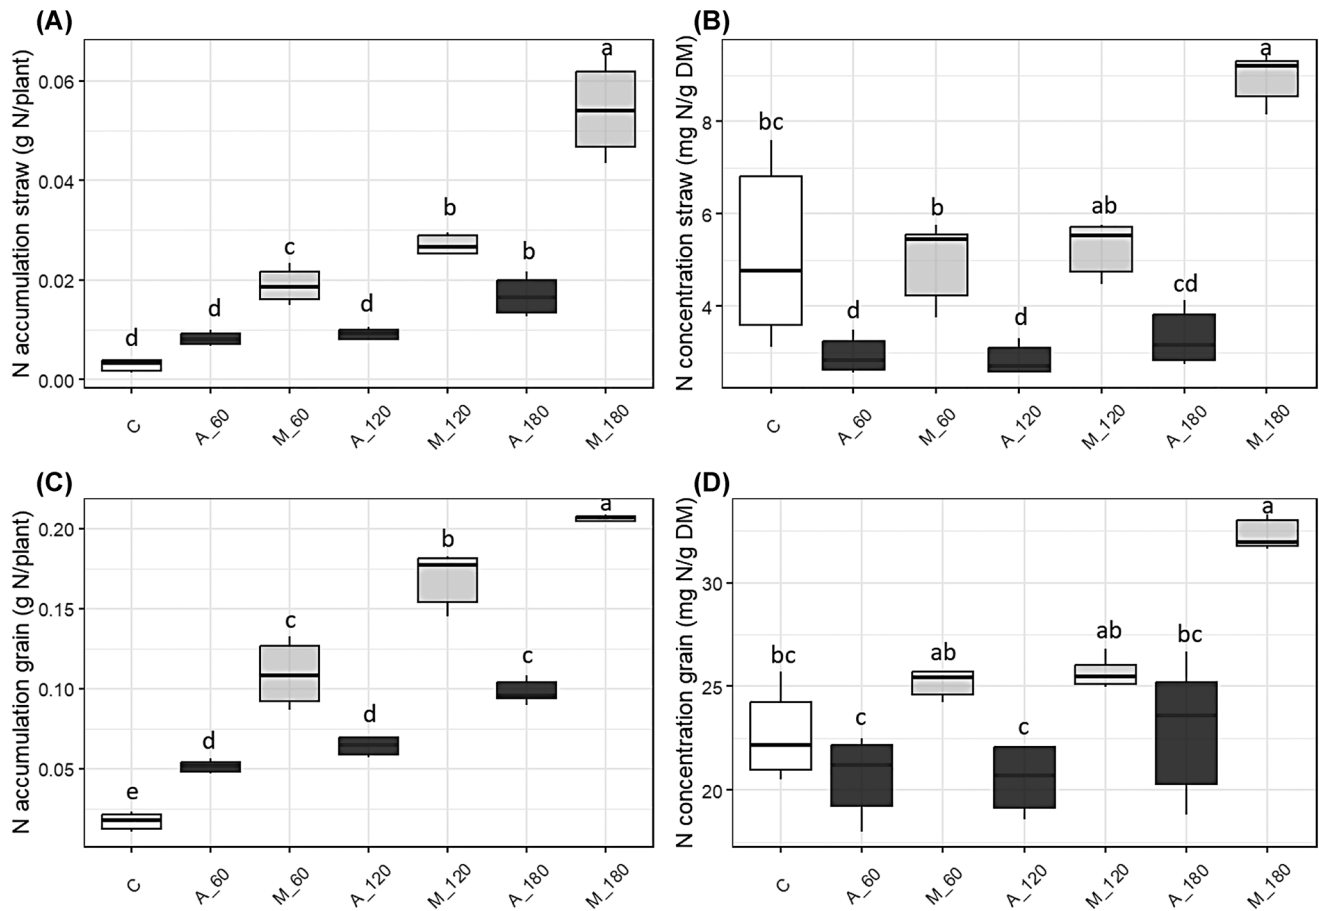 (A)
N accumulation straw (g N/plant)
0.06
0.04
0.02
0.00
d
d
c
d
b
b
a
C
A_60
M_60
A_120
M_120
A_180
M_180
(B)
N concentration straw (mg N/g DM)
8
6
4
bc
d
b
d
ab
cd
a
C
A_60
M_60
A_120
M_120
A_180
M_180
(C)
N accumulation grain (g N/plant)
0.20
0.15
0.10
0.05
e
d
c
d
b
c
a
C
A_60
M_60
A_120
M_120
A_180
M_180
(D)
N concentration grain (mg N/g DM)
30
25
20
bc
c
ab
c
ab
bc
a
C
A_60
M_60
A_120
M_120
A_180
M_180